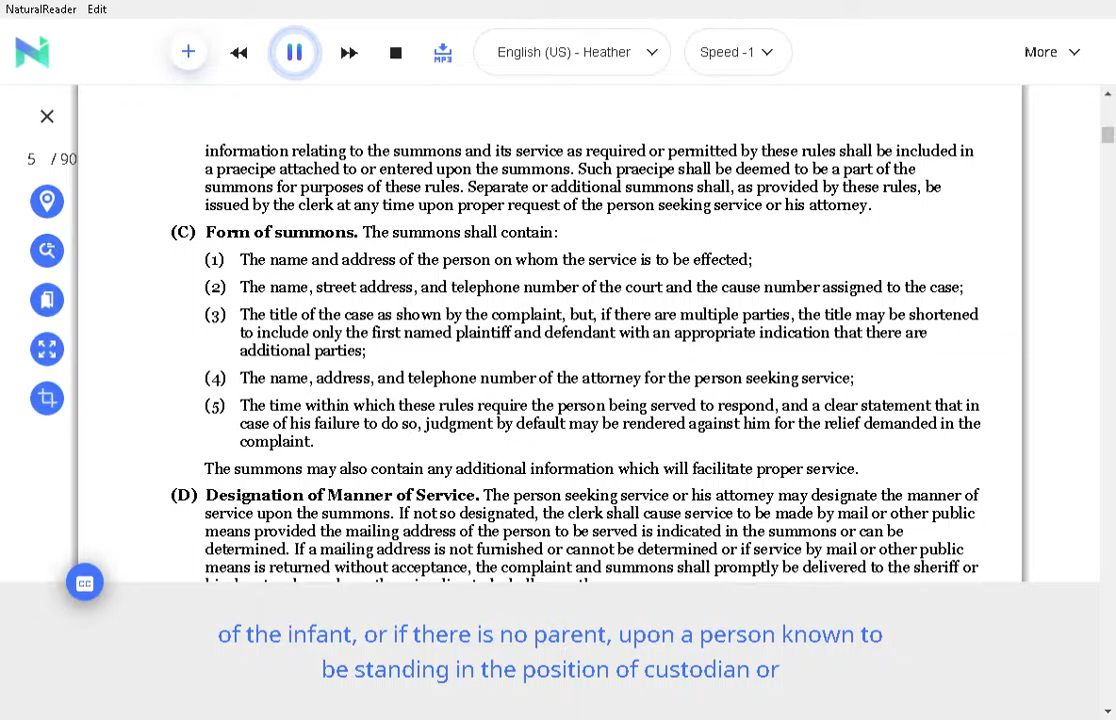 NaturalReader Edit
MP3
English (US) - Heather
Speed -1
More
5 / 90
information relating to the summons and its service as required or permitted by these rules shall be included in
a praecipe attached to or entered upon the summons. Such praecipe shall be deemed to be a part of the
summons for purposes of these rules. Separate or additional summons shall, as provided by these rules, be
issued by the clerk at any time upon proper request of the person seeking service or his attorney.
(C) Form of summons. The summons shall contain:
(1) The name and address of the person on whom the service is to be effected;
(2) The name, street address, and telephone number of the court and the cause number assigned to the case;
(3) The title of the case as shown by the complaint, but, if there are multiple parties, the title may be shortened
to include only the first named plaintiff and defendant with an appropriate indication that there are
additional parties;
(4) The name, address, and telephone number of the attorney for the person seeking service;
(5) The time within which these rules require the person being served to respond, and a clear statement that in
case of his failure to do so, judgment by default may be rendered against him for the relief demanded in the
complaint.
The summons may also contain any additional information which will facilitate proper service.
(D) Designation of Manner of Service. The person seeking service or his attorney may designate the manner of
service upon the summons. If not so designated, the clerk shall cause service to be made by mail or other public
means provided the mailing address of the person to be served is indicated in the summons or can be
determined. If a mailing address is not furnished or cannot be determined or if service by mail or other public
means is returned without acceptance, the complaint and summons shall promptly be delivered to the sheriff or
CC
of the infant, or if there is no parent, upon a person known to
be standing in the position of custodian or